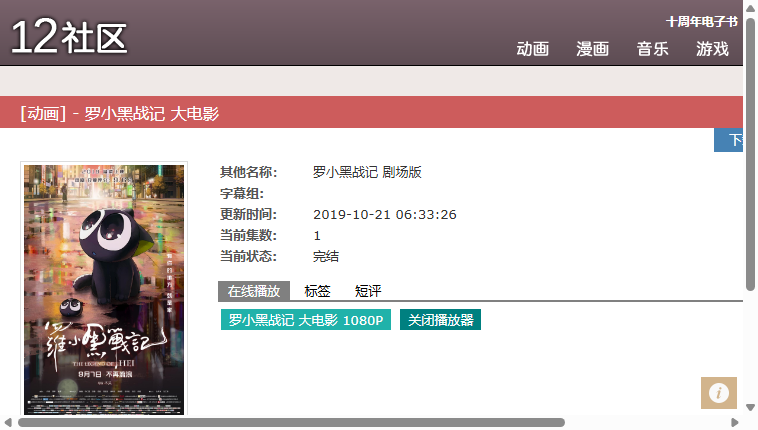 十周年电子书
12社区
动画 漫画 音乐 游戏
[动画] - 罗小黑战记 大电影
其他名称: 罗小黑战记 剧场版
字幕组:
更新时间: 2019-10-21 06:33:26
当前集数: 1
当前状态: 完结
在线播放 标签 短评
罗小黑战记 大电影 1080P 关闭播放器
羅小黑戰記
THE LEGEND OF HEI
9月7日 不再流浪